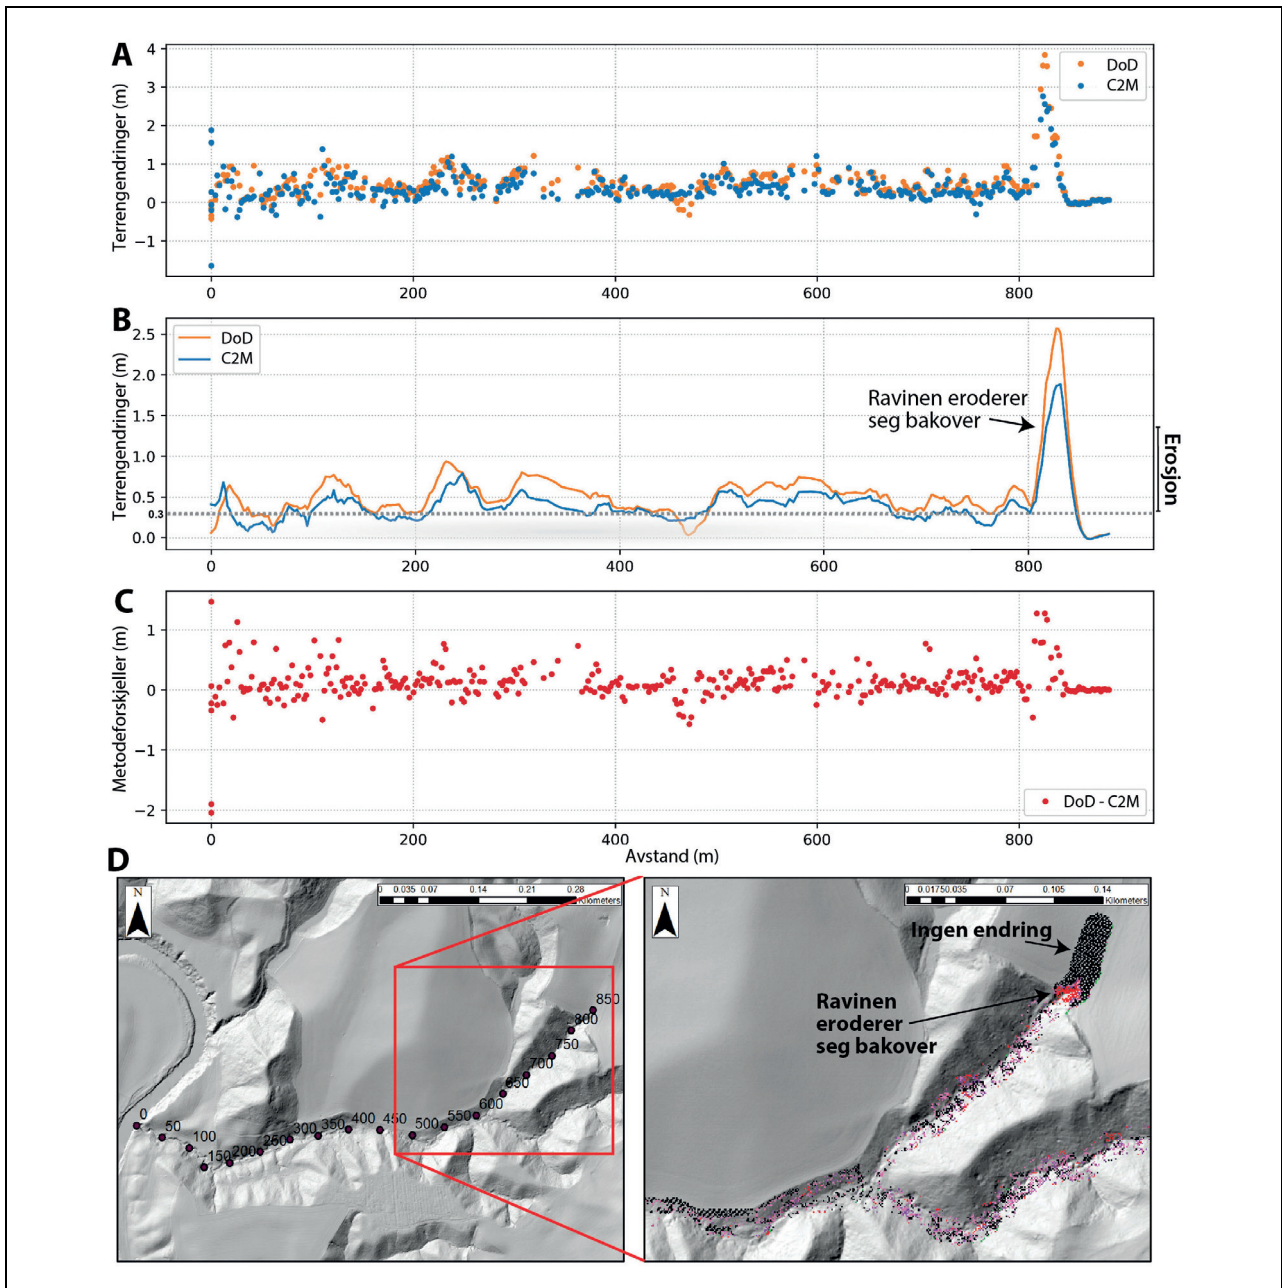 A
4
3
2
1
0
−1
Terrengendringer (m)
DoD
C2M
0
200
400
600
800
B
DoD
C2M
2.5
2.0
1.5
1.0
0.5
0.3
0.0
Terrengendringer (m)
Ravinen eroderer
seg bakover
Erosjon
0
200
400
600
800
C
1
0
−1
−2
Metodeforskjeller (m)
DoD - C2M
0
200
400
600
800
Avstand (m)
D
N
0 0.035 0.07 0.14 0.21 0.28
Kilometers
850
800
750
700
650
600
550
500
450
400
350
300
250
200
150
100
50
0
N
0 0.01750.035 0.07 0.105 0.14
Kilometers
Ingen endring
Ravinen
eroderer
seg bakover